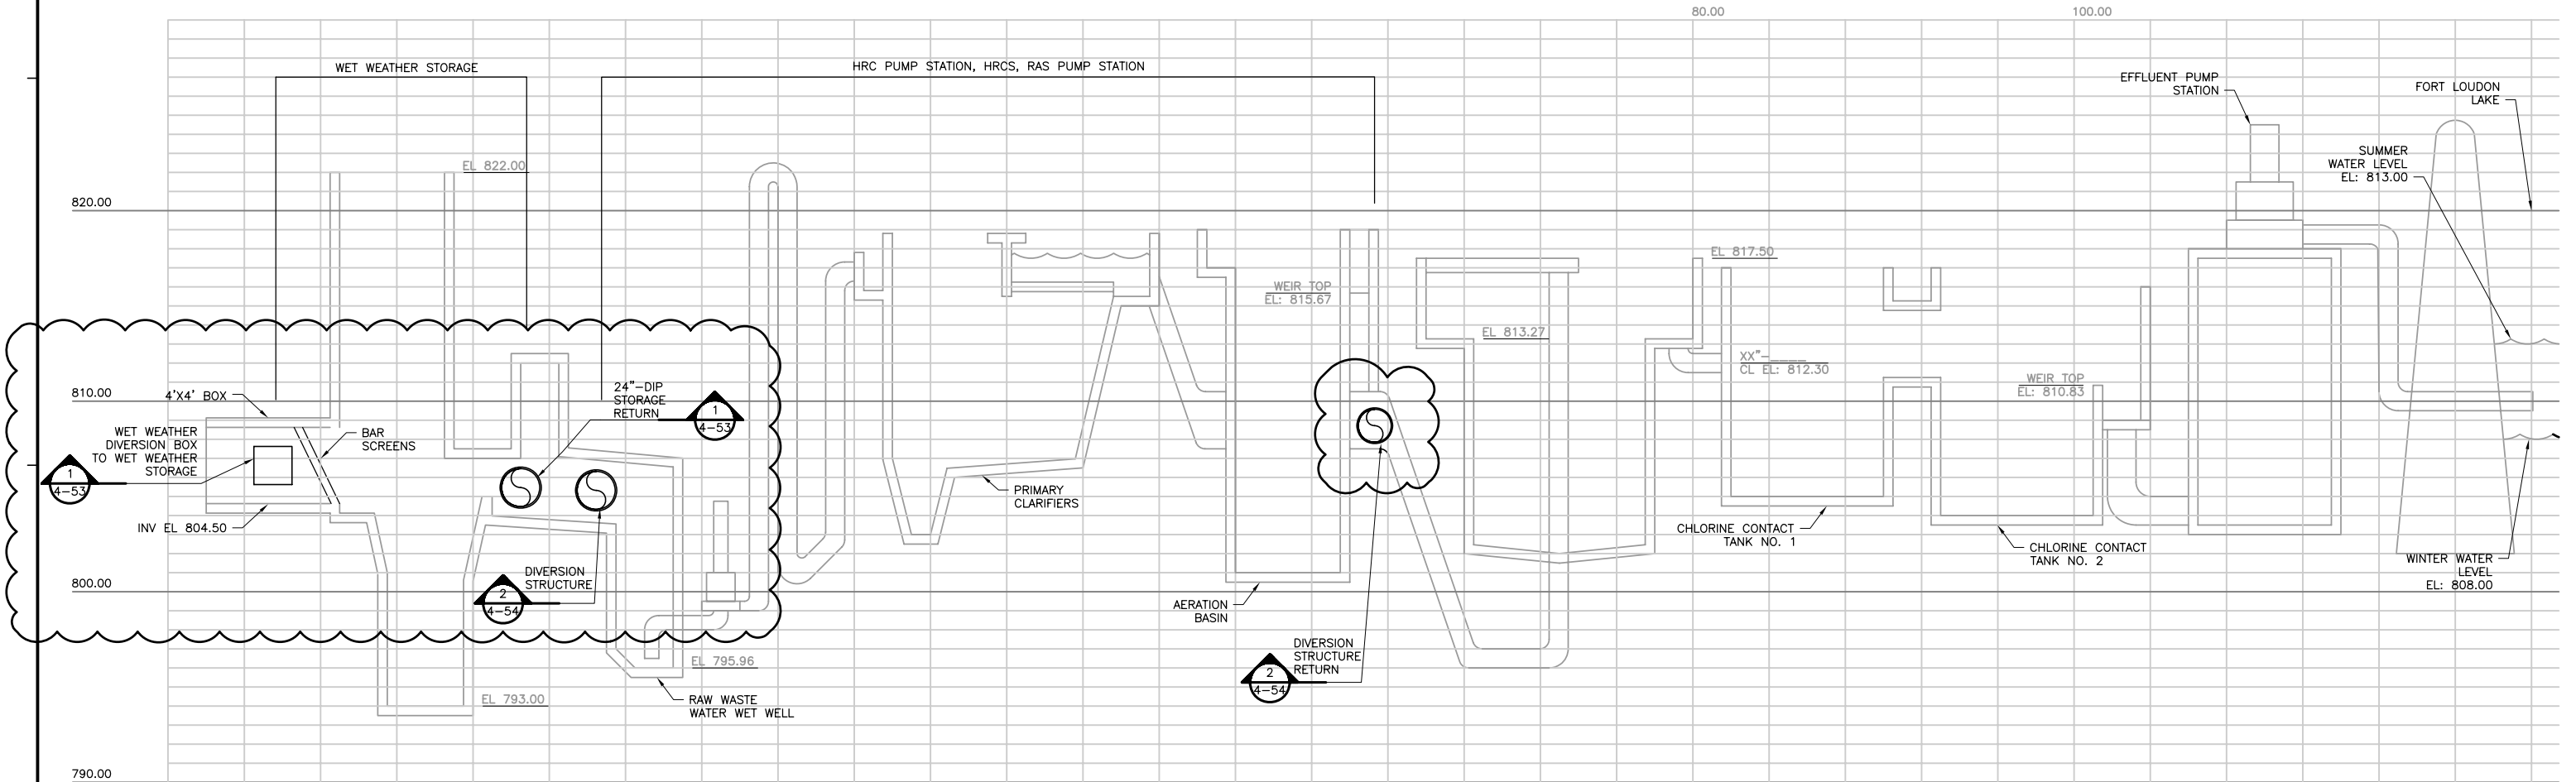 80.00
100.00
WET WEATHER STORAGE
HRC PUMP STATION, HRCS, RAS PUMP STATION
EFFLUENT PUMP
STATION
FORT LOUDON
LAKE
SUMMER
WATER LEVEL
EL: 813.00
EL 822.00
820.00
EL 817.50
WEIR TOP
EL: 815.67
EL 813.27
XX"-____
CL EL: 812.30
WEIR TOP
EL: 810.83
810.00
4'X4' BOX
24"-DIP
STORAGE
RETURN
1
4-53
WET WEATHER
DIVERSION BOX
TO WET WEATHER
STORAGE
BAR
SCREENS
1
4-53
INV EL 804.50
PRIMARY
CLARIFIERS
CHLORINE CONTACT
TANK NO. 1
CHLORINE CONTACT
TANK NO. 2
WINTER WATER
LEVEL
EL: 808.00
800.00
DIVERSION
STRUCTURE
2
4-54
AERATION
BASIN
DIVERSION
STRUCTURE
RETURN
2
4-54
EL 795.96
EL 793.00
RAW WASTE
WATER WET WELL
790.00